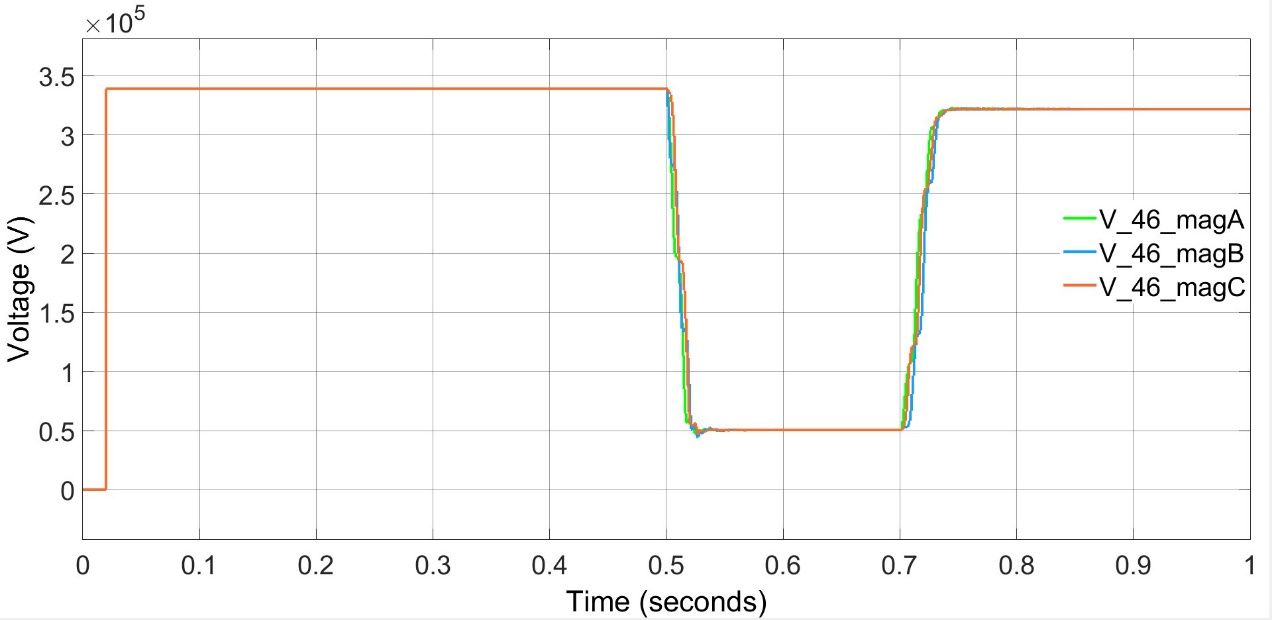 ×10⁵
3.5
3
2.5
2
1.5
1
0.5
0
Voltage (V)
V_46_magA
V_46_magB
V_46_magC
0 0.1 0.2 0.3 0.4 0.5 0.6 0.7 0.8 0.9 1
Time (seconds)